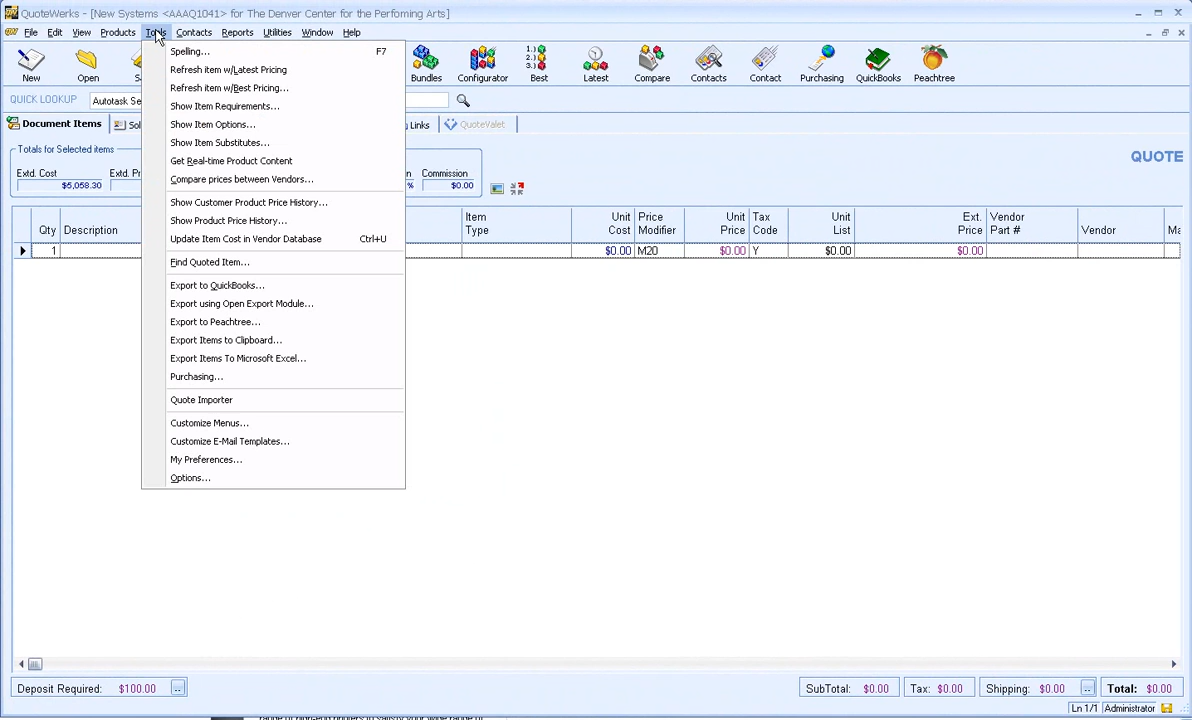 QuoteWerks - [New Systems <AAAQ1041> for The Denver Center for the Perfoming Arts]
File Edit View Products Tools Contacts Reports Utilities Window Help
New Open Bundles Configurator Best Latest Compare Contacts Contact Purchasing QuickBooks Peachtree
1.)
2.)
3.)
QUICK LOOKUP Autotask Se
Document Items Links QuoteValet
Totals for Selected items
Extd. Cost Extd. Pr Commission
$5,058.30 % $0.00
QUOTE
Qty Description Item Type Unit Cost Price Modifier Unit Price Tax Code Unit List Ext. Price Vendor Part # Vendor Ma
1 $0.00 M20 $0.00 Y $0.00 $0.00
Spelling... F7
Refresh item w/Latest Pricing
Refresh item w/Best Pricing...
Show Item Requirements...
Show Item Options...
Show Item Substitutes...
Get Real-time Product Content
Compare prices between Vendors...
Show Customer Product Price History...
Show Product Price History...
Update Item Cost in Vendor Database Ctrl+U
Find Quoted Item...
Export to QuickBooks...
Export using Open Export Module...
Export to Peachtree...
Export Items to Clipboard...
Export Items To Microsoft Excel...
Purchasing...
Quote Importer
Customize Menus...
Customize E-Mail Templates...
My Preferences...
Options...
Deposit Required: $100.00 SubTotal: $0.00 Tax: $0.00 Shipping: $0.00 Total: $0.00
Ln 1/1 Administrator